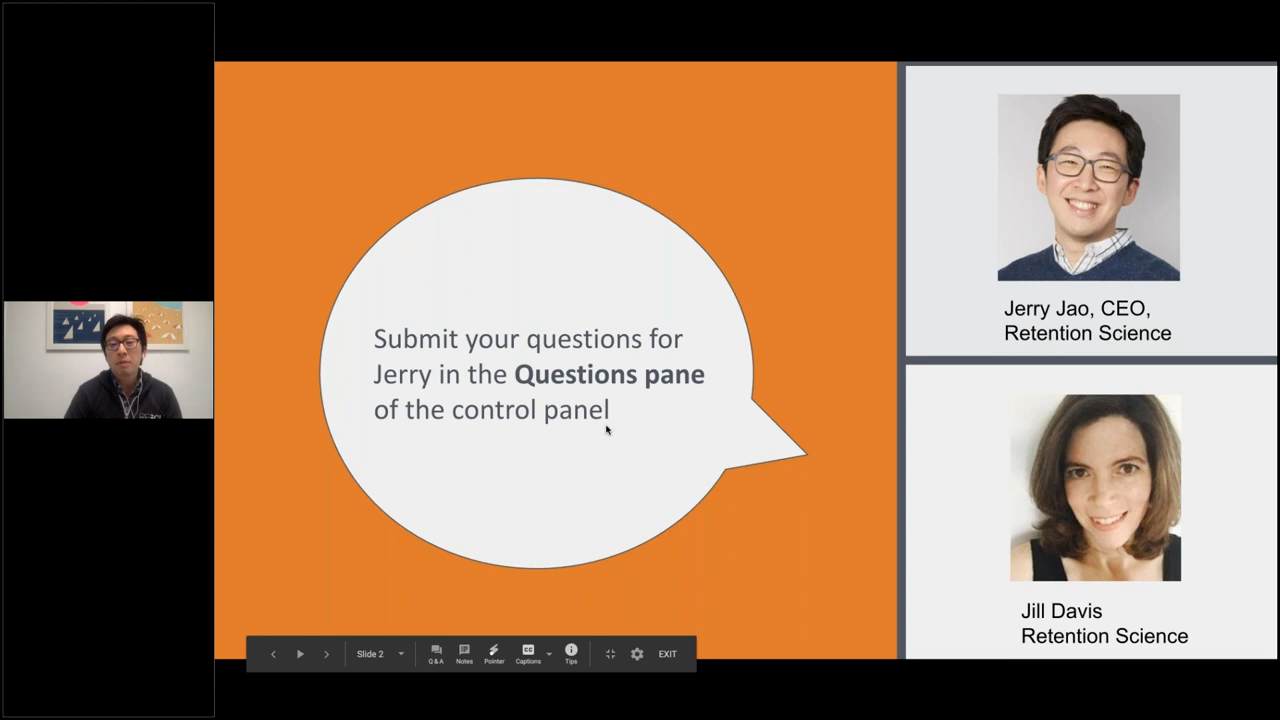 Submit your questions for
Jerry in the Questions pane
of the control panel
Jerry Jao, CEO,
Retention Science
Jill Davis
Retention Science
Slide 2
Q & A
Notes
Pointer
CC
Captions
Tips
EXIT